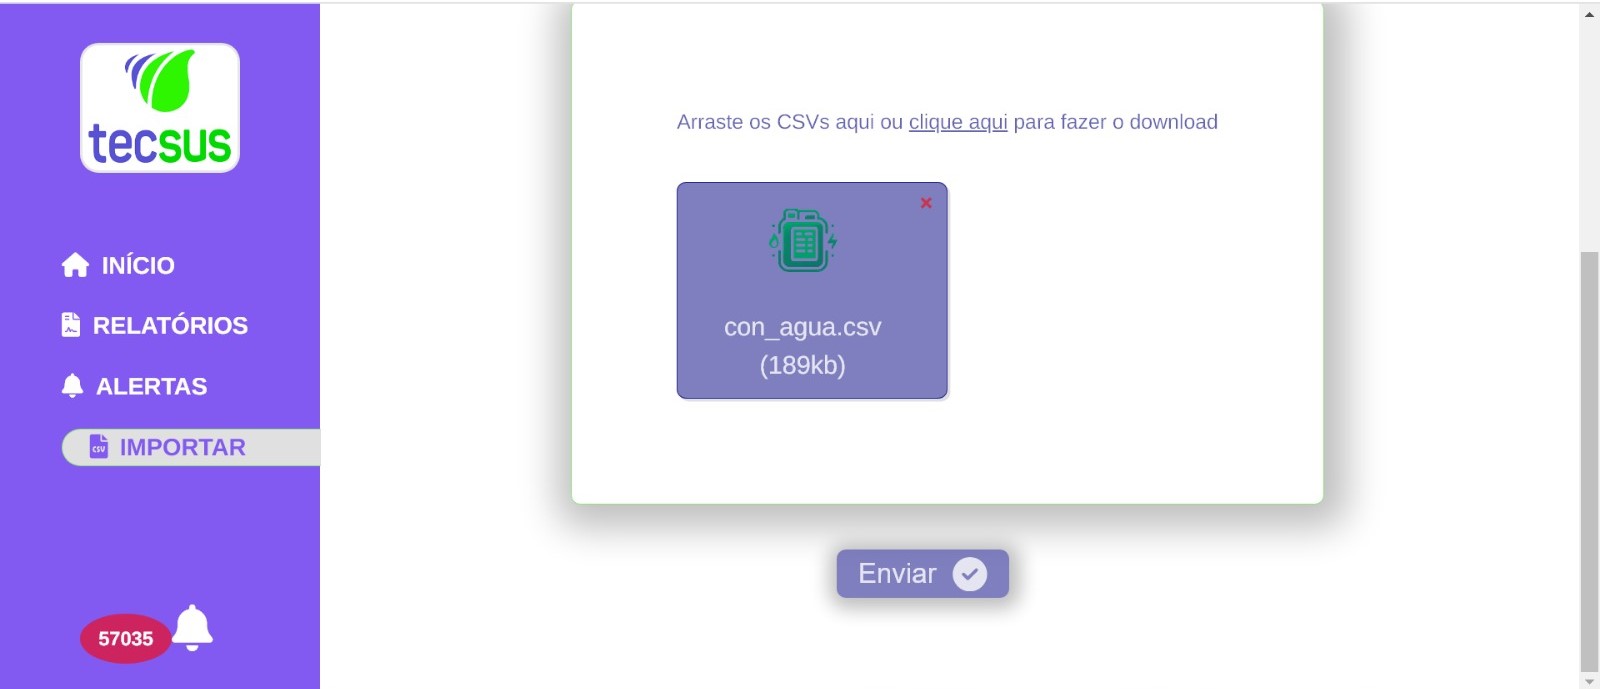 tecsus
INÍCIO
RELATÓRIOS
ALERTAS
CSV IMPORTAR
57035
Arraste os CSVs aqui ou clique aqui para fazer o download
con_agua.csv
(189kb)
Enviar